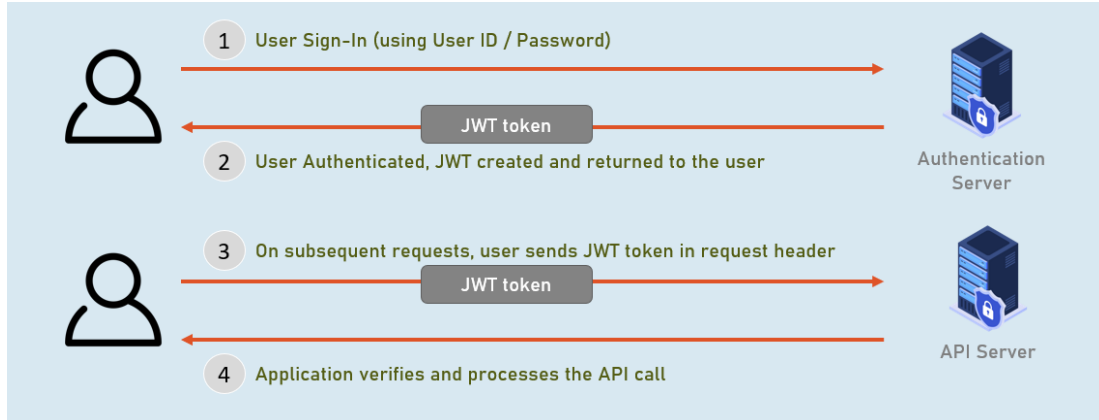 1 User Sign-In (using User ID / Password)
JWT token
2 User Authenticated, JWT created and returned to the user
Authentication
Server
3 On subsequent requests, user sends JWT token in request header
JWT token
API Server
4 Application verifies and processes the API call